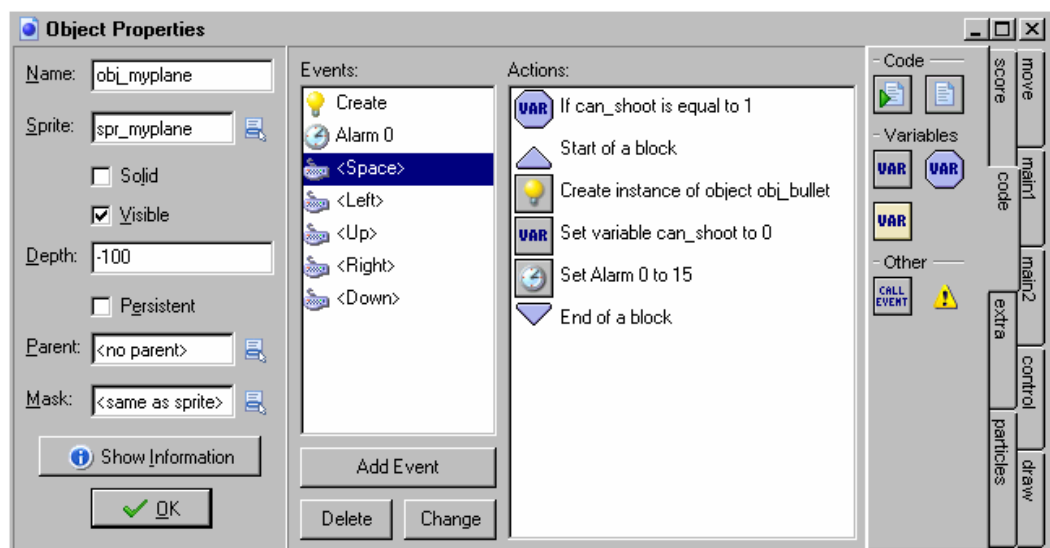 Object Properties
Name: obj_myplane
Sprite: spr_myplane
Solid
Visible
Depth: -100
Persistent
Parent: <no parent>
Mask: <same as sprite>
Show Information
OK
Events:
Create
Alarm 0
<Space>
<Left>
<Up>
<Right>
<Down>
Add Event
Delete Change
Actions:
VAR If can_shoot is equal to 1
Start of a block
Create instance of object obj_bullet
VAR Set variable can_shoot to 0
Set Alarm 0 to 15
End of a block
Code
Variables
VAR VAR
VAR
Other
CALL
EVENT
score
code
extra
particles
move
main1
main2
control
draw